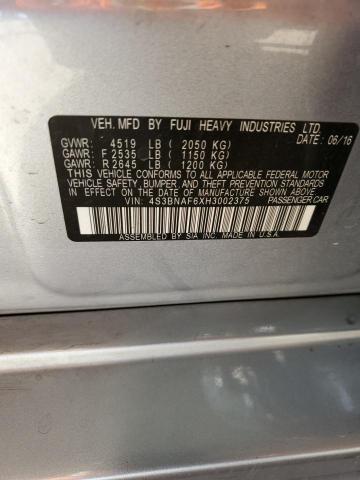 VEH. MFD BY FUJI HEAVY INDUSTRIES LTD.
GVWR: 4519 LB ( 2050 KG) DATE: 06/16
GAWR: F 2535 LB ( 1150 KG)
GAWR: R 2645 LB ( 1200 KG)
THIS VEHICLE CONFORMS TO ALL APPLICABLE FEDERAL MOTOR
VEHICLE SAFETY, BUMPER, AND THEFT PREVENTION STANDARDS
IN EFFECT ON THE DATE OF MANUFACTURE SHOWN ABOVE.
VIN: 4S3BNAF6XH3002375 PASSENGER CAR
MANUFACTURED BY SIA INC. MADE IN U.S.A.